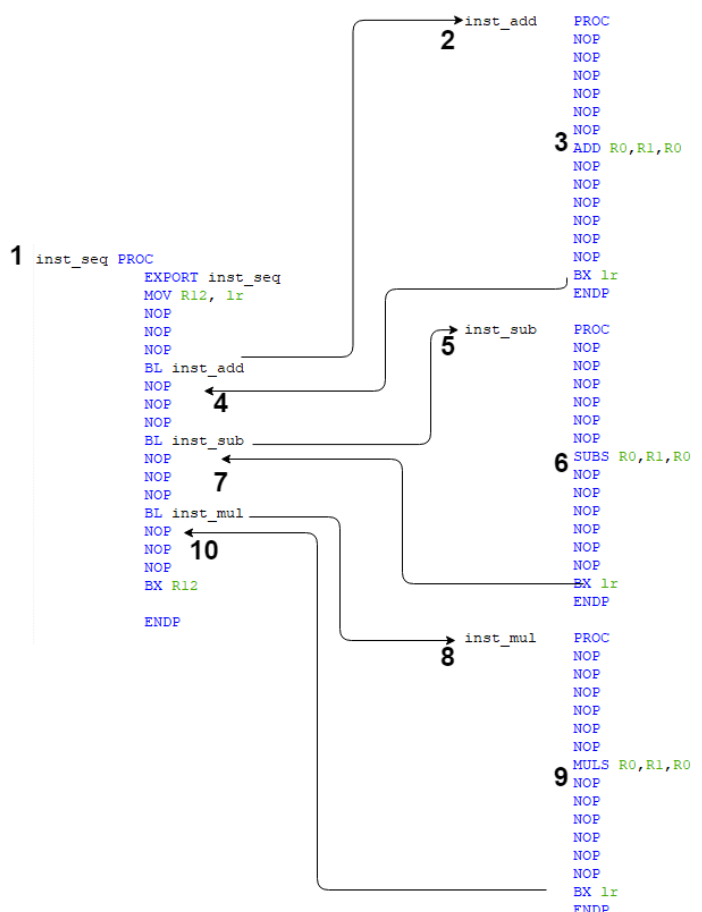 1 inst_seq PROC
EXPORT inst_seq
MOV R12, lr
NOP
NOP
NOP
BL inst_add
NOP
NOP 4
NOP
BL inst_sub
NOP
NOP 7
NOP
BL inst_mul
NOP
NOP 10
NOP
BX R12
ENDP
inst_add PROC
2 NOP
NOP
NOP
NOP
NOP
NOP
3 ADD R0,R1,R0
NOP
NOP
NOP
NOP
NOP
NOP
BX lr
ENDP
inst_sub PROC
5 NOP
NOP
NOP
NOP
NOP
NOP
6 SUBS R0,R1,R0
NOP
NOP
NOP
NOP
NOP
NOP
BX lr
ENDP
inst_mul PROC
8 NOP
NOP
NOP
NOP
NOP
NOP
9 MULS R0,R1,R0
NOP
NOP
NOP
NOP
NOP
NOP
BX lr
ENDP